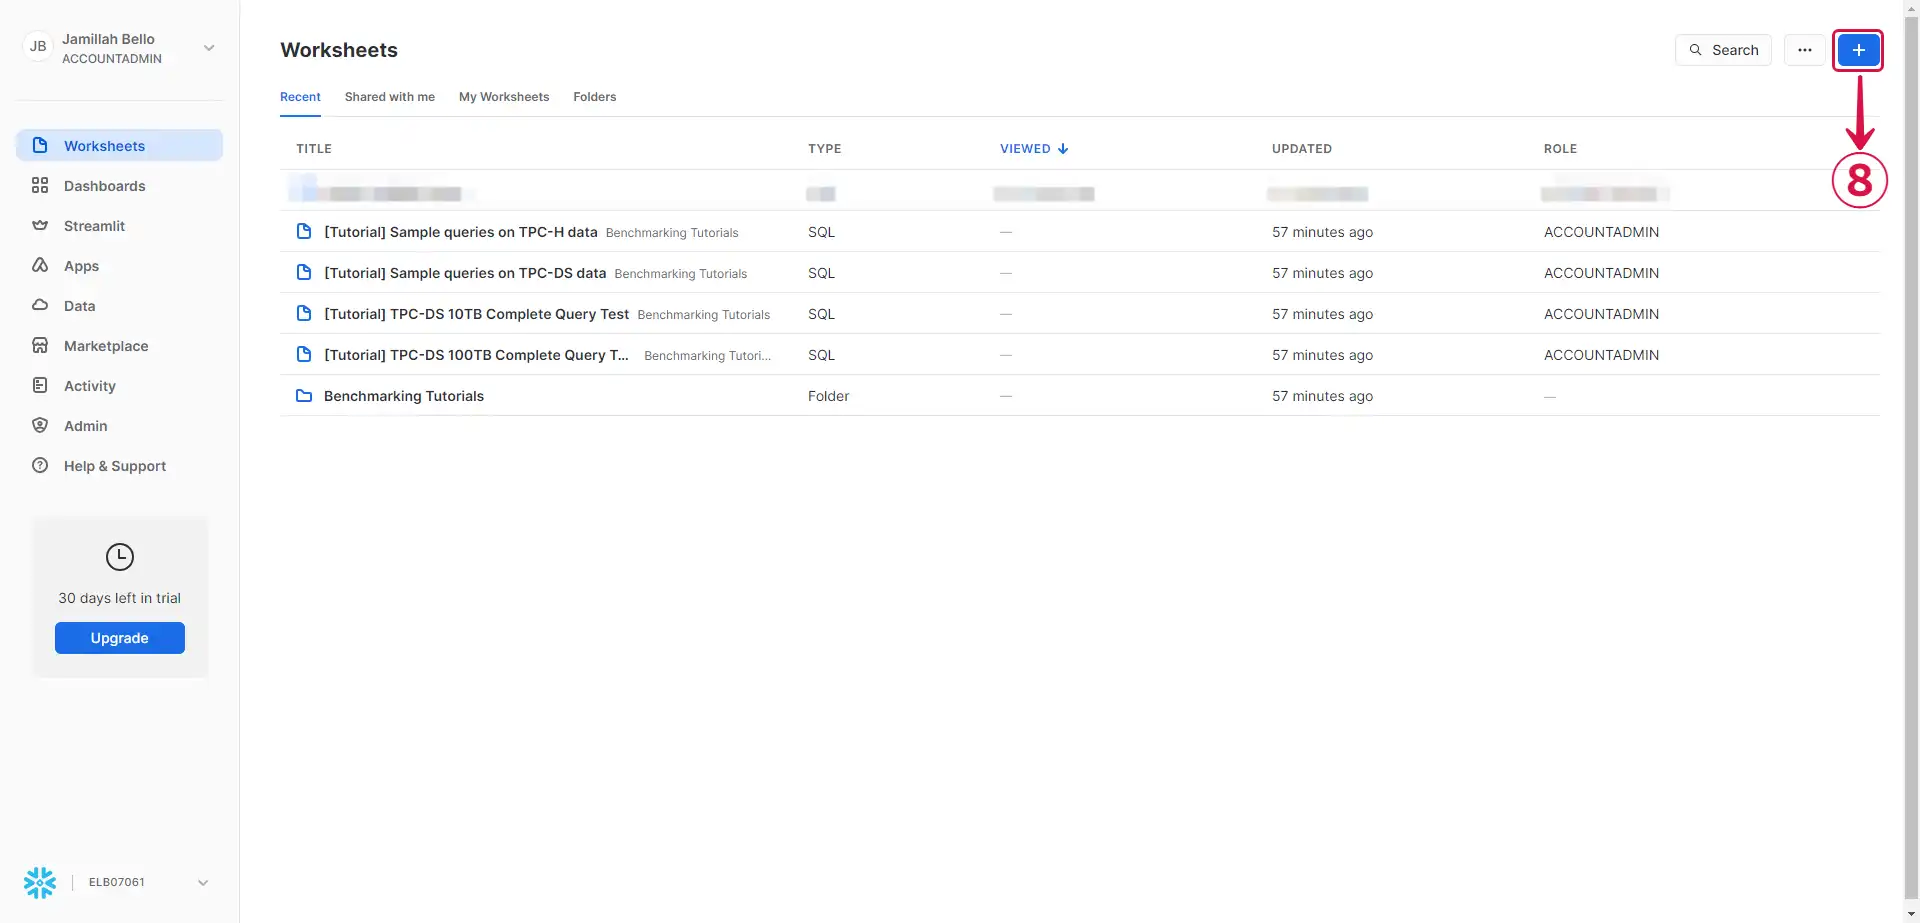 JB
Jamillah Bello
ACCOUNTADMIN
Worksheets
Dashboards
Streamlit
Apps
Data
Marketplace
Activity
Admin
Help & Support
30 days left in trial
Upgrade
ELB07061
Worksheets
Search
8
Recent Shared with me My Worksheets Folders
TITLE TYPE VIEWED UPDATED ROLE
[Tutorial] Sample queries on TPC-H data Benchmarking Tutorials SQL — 57 minutes ago ACCOUNTADMIN
[Tutorial] Sample queries on TPC-DS data Benchmarking Tutorials SQL — 57 minutes ago ACCOUNTADMIN
[Tutorial] TPC-DS 10TB Complete Query Test Benchmarking Tutorials SQL — 57 minutes ago ACCOUNTADMIN
[Tutorial] TPC-DS 100TB Complete Query T... Benchmarking Tutori... SQL — 57 minutes ago ACCOUNTADMIN
Benchmarking Tutorials Folder — 57 minutes ago —